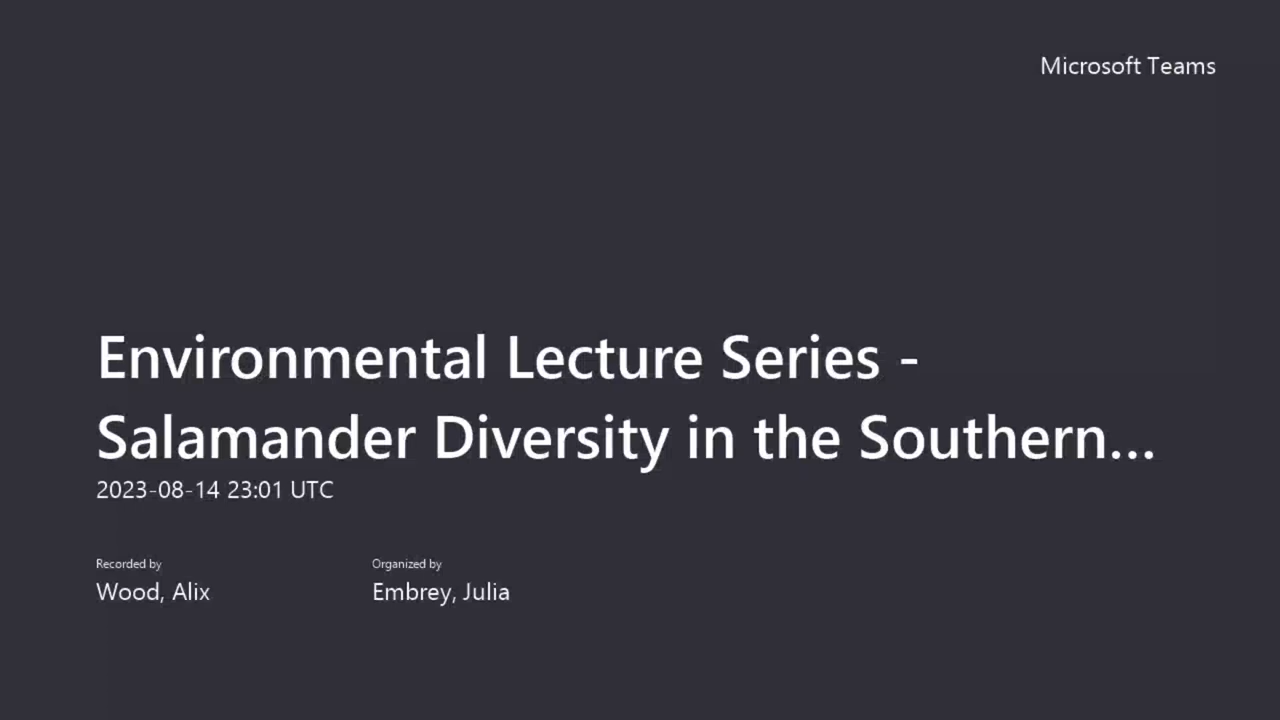 Microsoft Teams
Environmental Lecture Series -
Salamander Diversity in the Southern...
2023-08-14 23:01 UTC
Recorded by
Wood, Alix
Organized by
Embrey, Julia